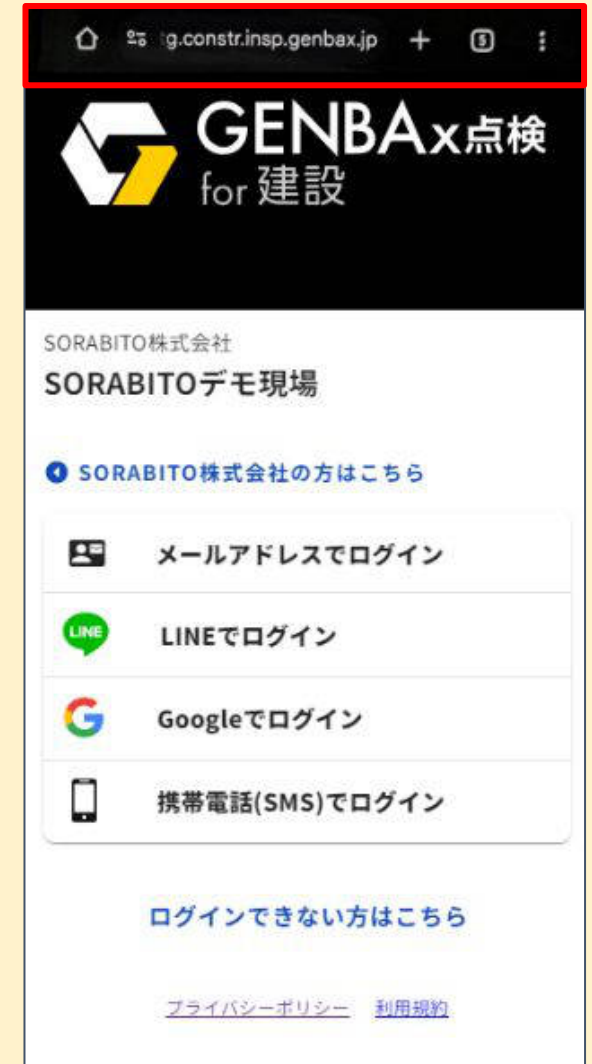 g.constr.insp.genbax.jp
5
GENBAx点検
for 建設
SORABITO株式会社
SORABITOデモ現場
SORABITO株式会社の方はこちら
メールアドレスでログイン
LINE
LINEでログイン
Googleでログイン
携帯電話(SMS)でログイン
ログインできない方はこちら
プライバシーポリシー 利用規約